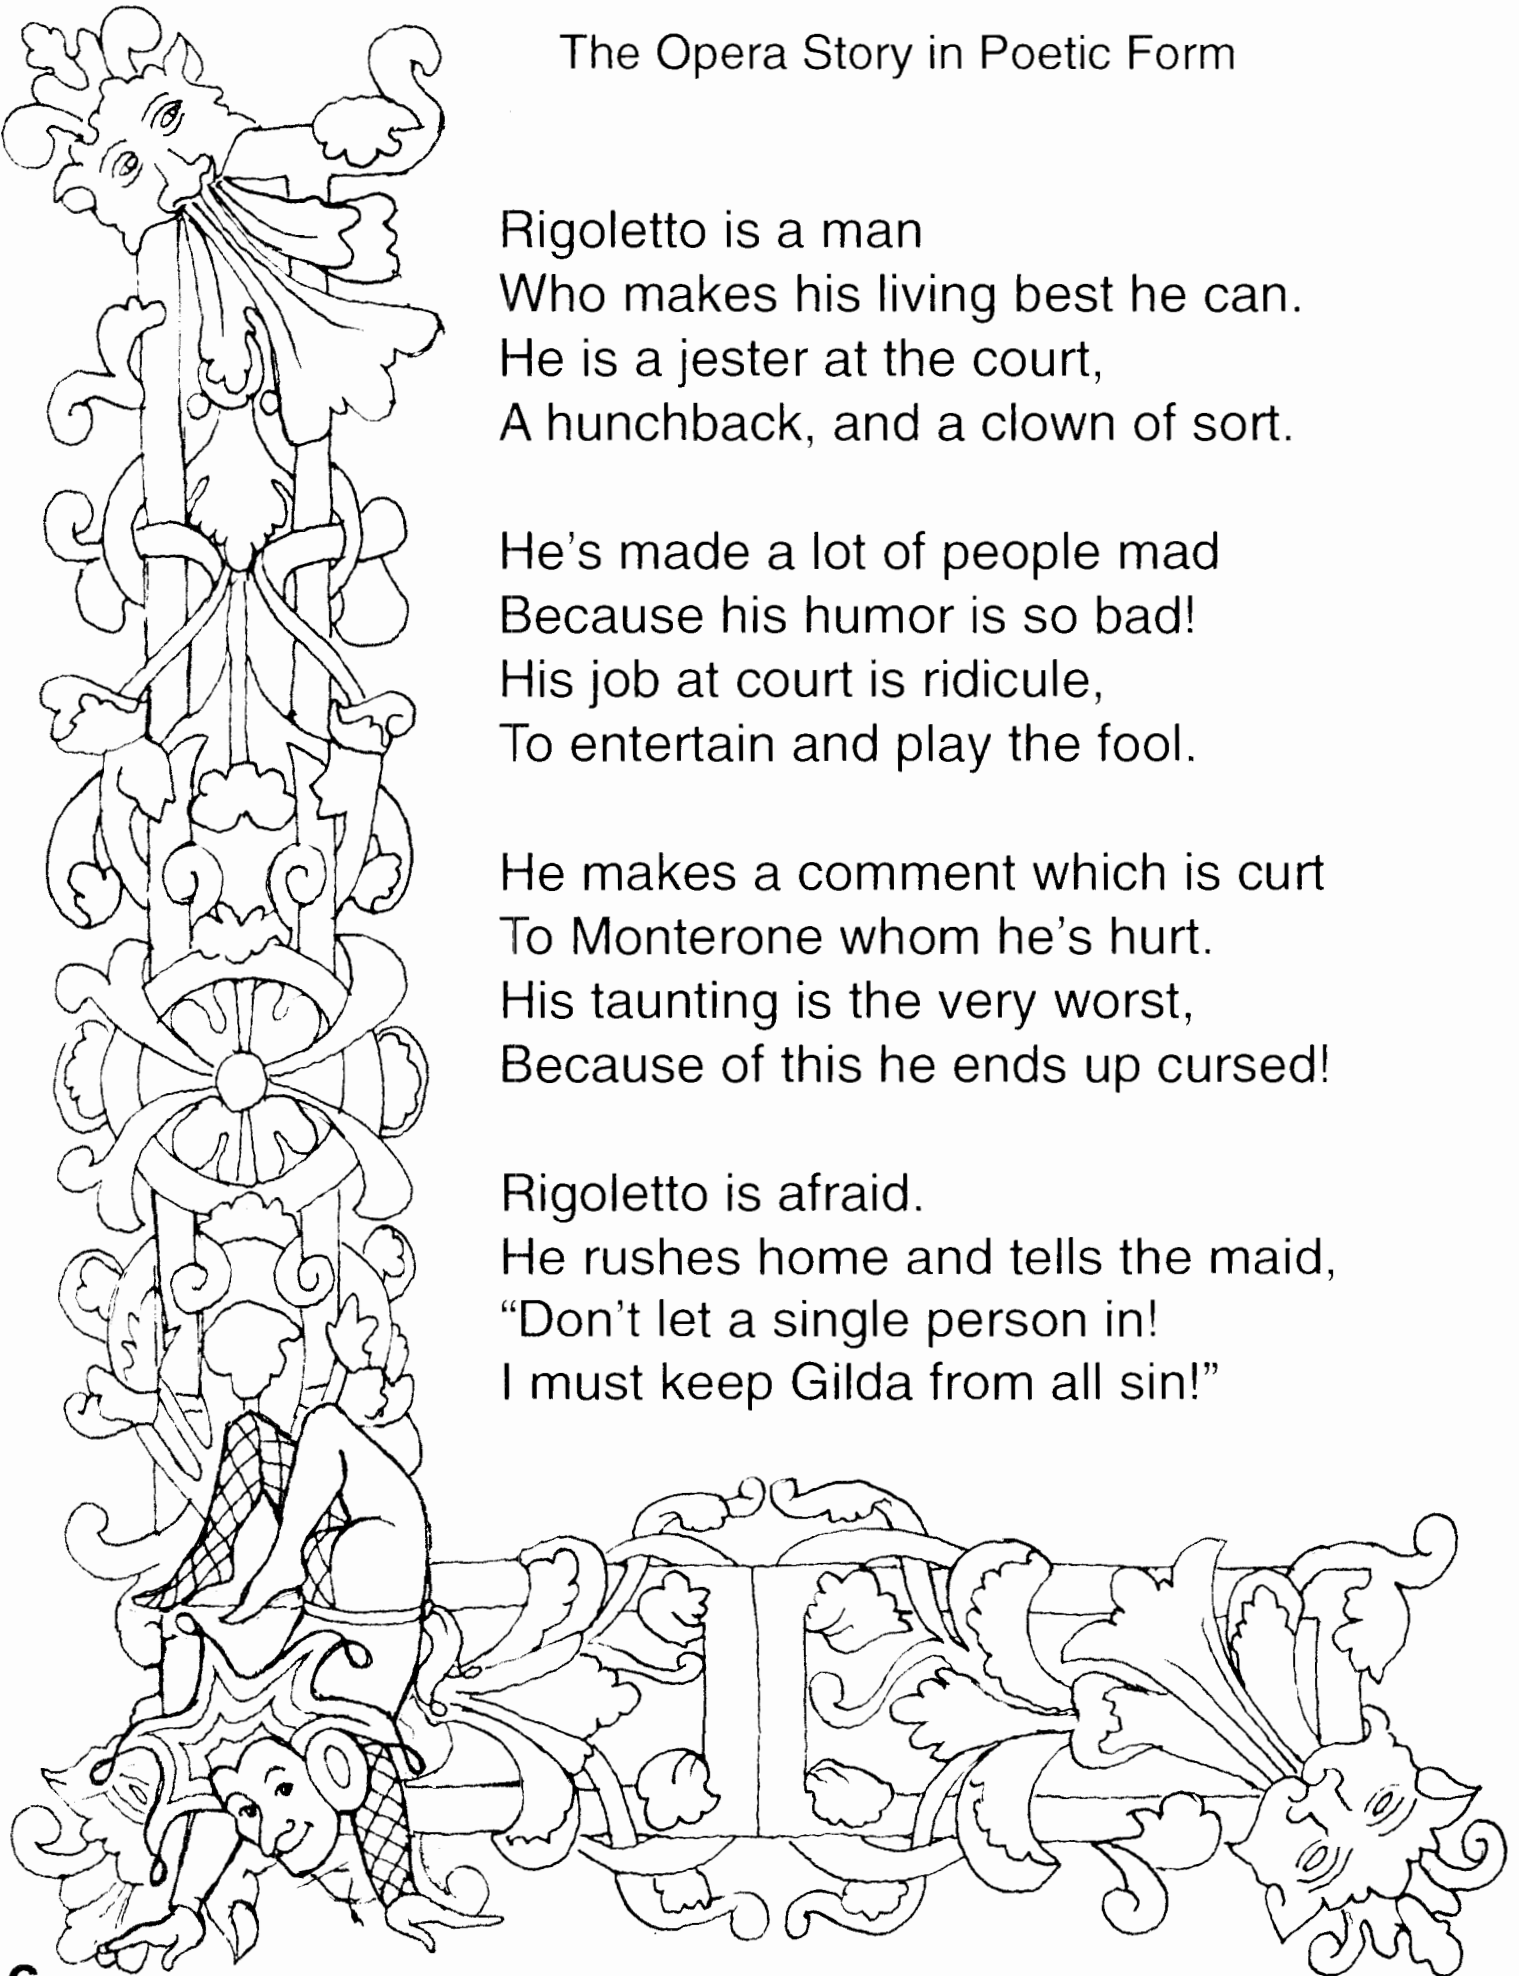 The Opera Story in Poetic Form
Rigoletto is a man
Who makes his living best he can.
He is a jester at the court,
A hunchback, and a clown of sort.
He's made a lot of people mad
Because his humor is so bad!
His job at court is ridicule,
To entertain and play the fool.
He makes a comment which is curt
To Monterone whom he's hurt.
His taunting is the very worst,
Because of this he ends up cursed!
Rigoletto is afraid.
He rushes home and tells the maid,
“Don't let a single person in!
I must keep Gilda from all sin!”